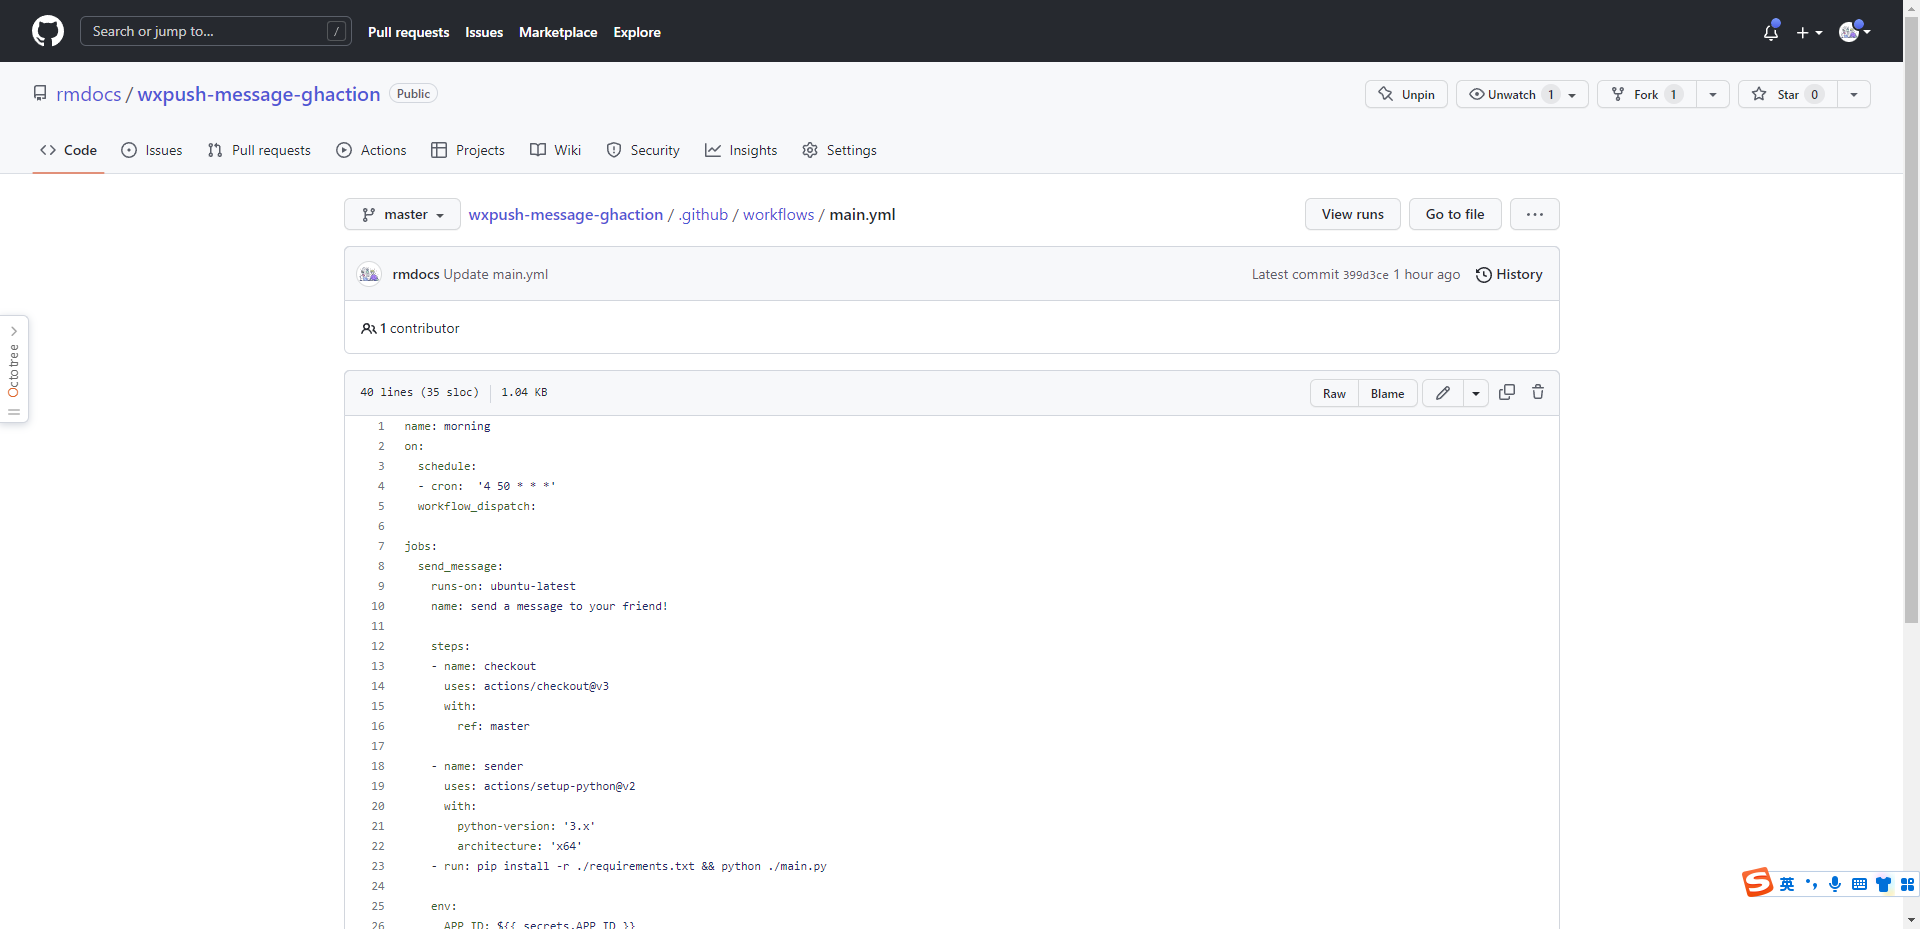 Search or jump to... /
Pull requests Issues Marketplace Explore
rmdocs / wxpush-message-ghaction Public
Unpin Unwatch 1 Fork 1 Star 0
Code Issues Pull requests Actions Projects Wiki Security Insights Settings
master wxpush-message-ghaction / .github / workflows / main.yml
View runs Go to file ...
rmdocs Update main.yml
Latest commit 399d3ce 1 hour ago History
1 contributor
Octotree
40 lines (35 sloc) 1.04 KB
Raw Blame
1 name: morning
2 on:
3 schedule:
4 - cron: '4 50 * * *'
5 workflow_dispatch:
6
7 jobs:
8 send_message:
9 runs-on: ubuntu-latest
10 name: send a message to your friend!
11
12 steps:
13 - name: checkout
14 uses: actions/checkout@v3
15 with:
16 ref: master
17
18 - name: sender
19 uses: actions/setup-python@v2
20 with:
21 python-version: '3.x'
22 architecture: 'x64'
23 - run: pip install -r ./requirements.txt && python ./main.py
24
25 env:
26 APP_ID: ${{ secrets.APP_ID }}
英